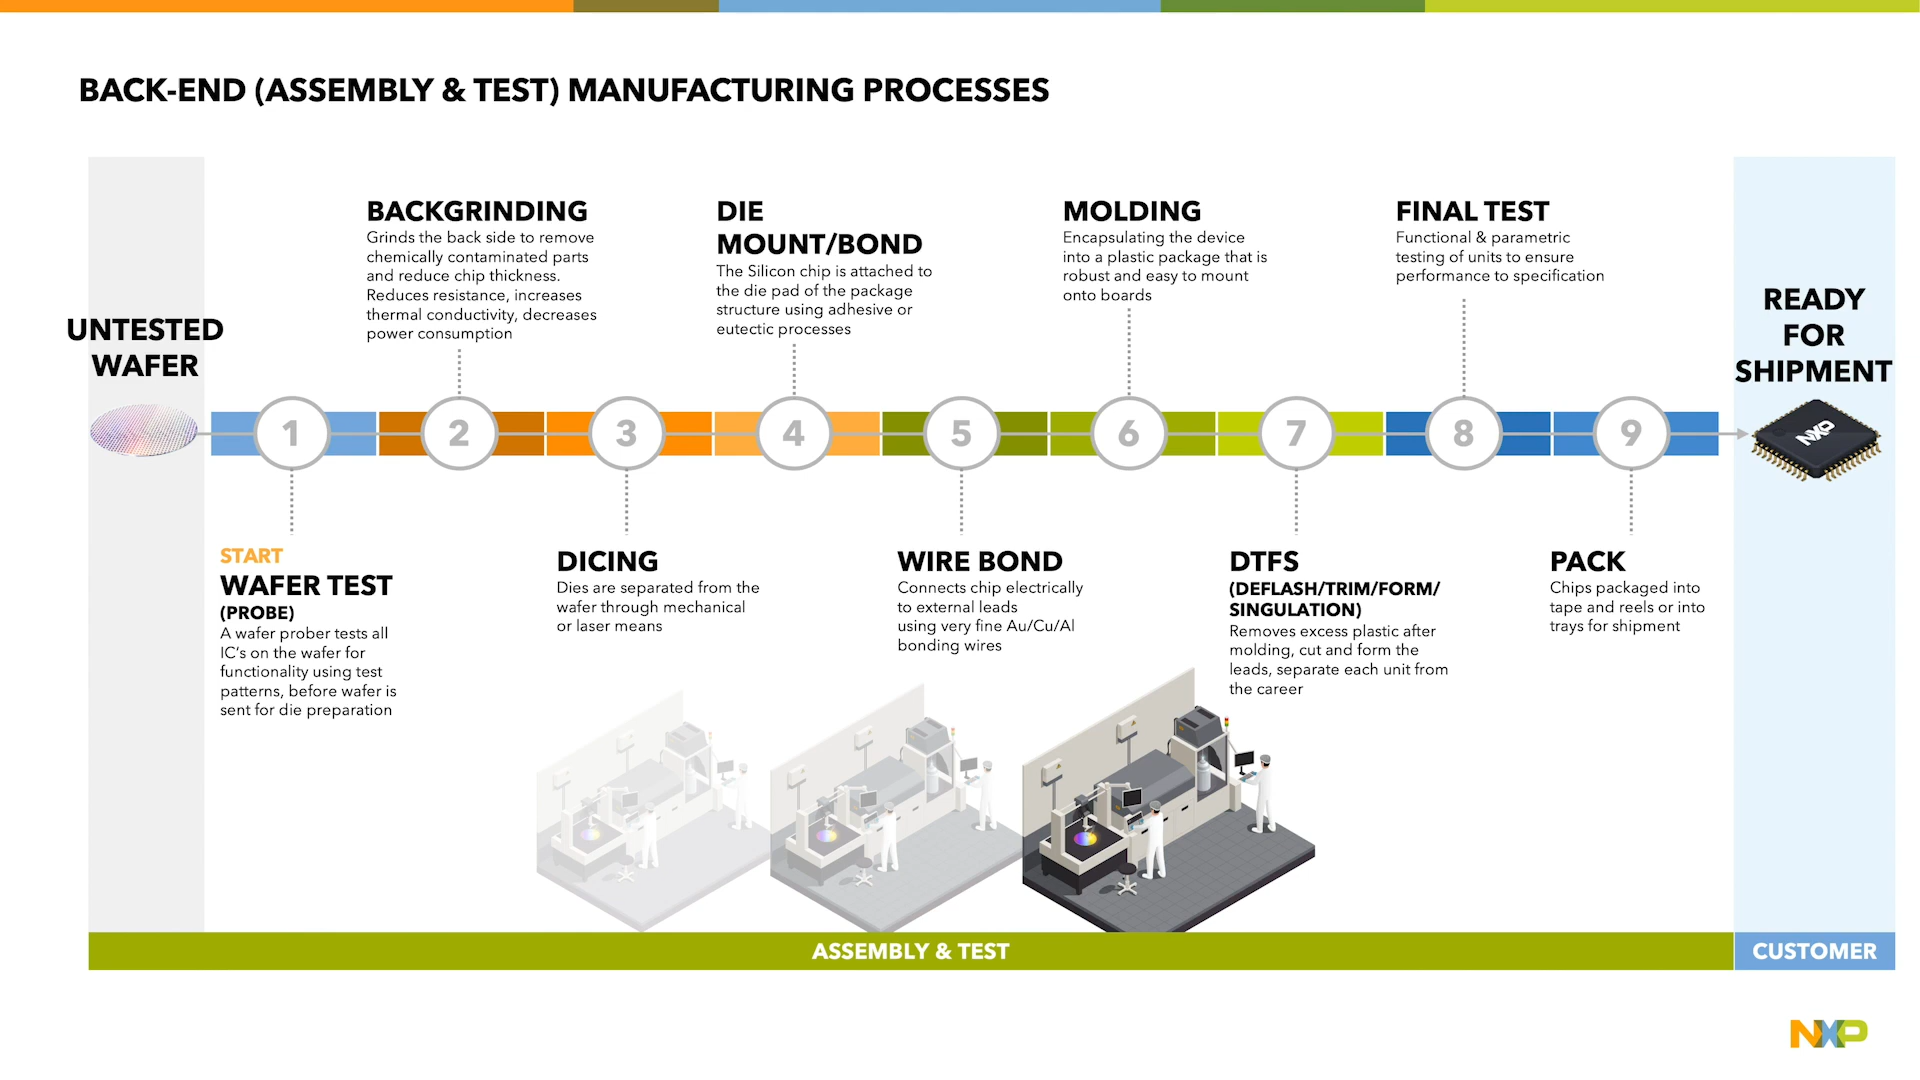 BACK-END (ASSEMBLY & TEST) MANUFACTURING PROCESSES
UNTESTED
WAFER
BACKGRINDING
Grinds the back side to remove
chemically contaminated parts
and reduce chip thickness.
Reduces resistance, increases
thermal conductivity, decreases
power consumption
DIE
MOUNT/BOND
The Silicon chip is attached to
the die pad of the package
structure using adhesive or
eutectic processes
MOLDING
Encapsulating the device
into a plastic package that is
robust and easy to mount
onto boards
FINAL TEST
Functional & parametric
testing of units to ensure
performance to specification
READY
FOR
SHIPMENT
1
2
3
4
5
6
7
8
9
NXP
START
WAFER TEST
(PROBE)
A wafer prober tests all
IC's on the wafer for
functionality using test
patterns, before wafer is
sent for die preparation
DICING
Dies are separated from the
wafer through mechanical
or laser means
WIRE BOND
Connects chip electrically
to external leads
using very fine Au/Cu/Al
bonding wires
DTFS
(DEFLASH/TRIM/FORM/
SINGULATION)
Removes excess plastic after
molding, cut and form the
leads, separate each unit from
the career
PACK
Chips packaged into
tape and reels or into
trays for shipment
ASSEMBLY & TEST
CUSTOMER
NXP